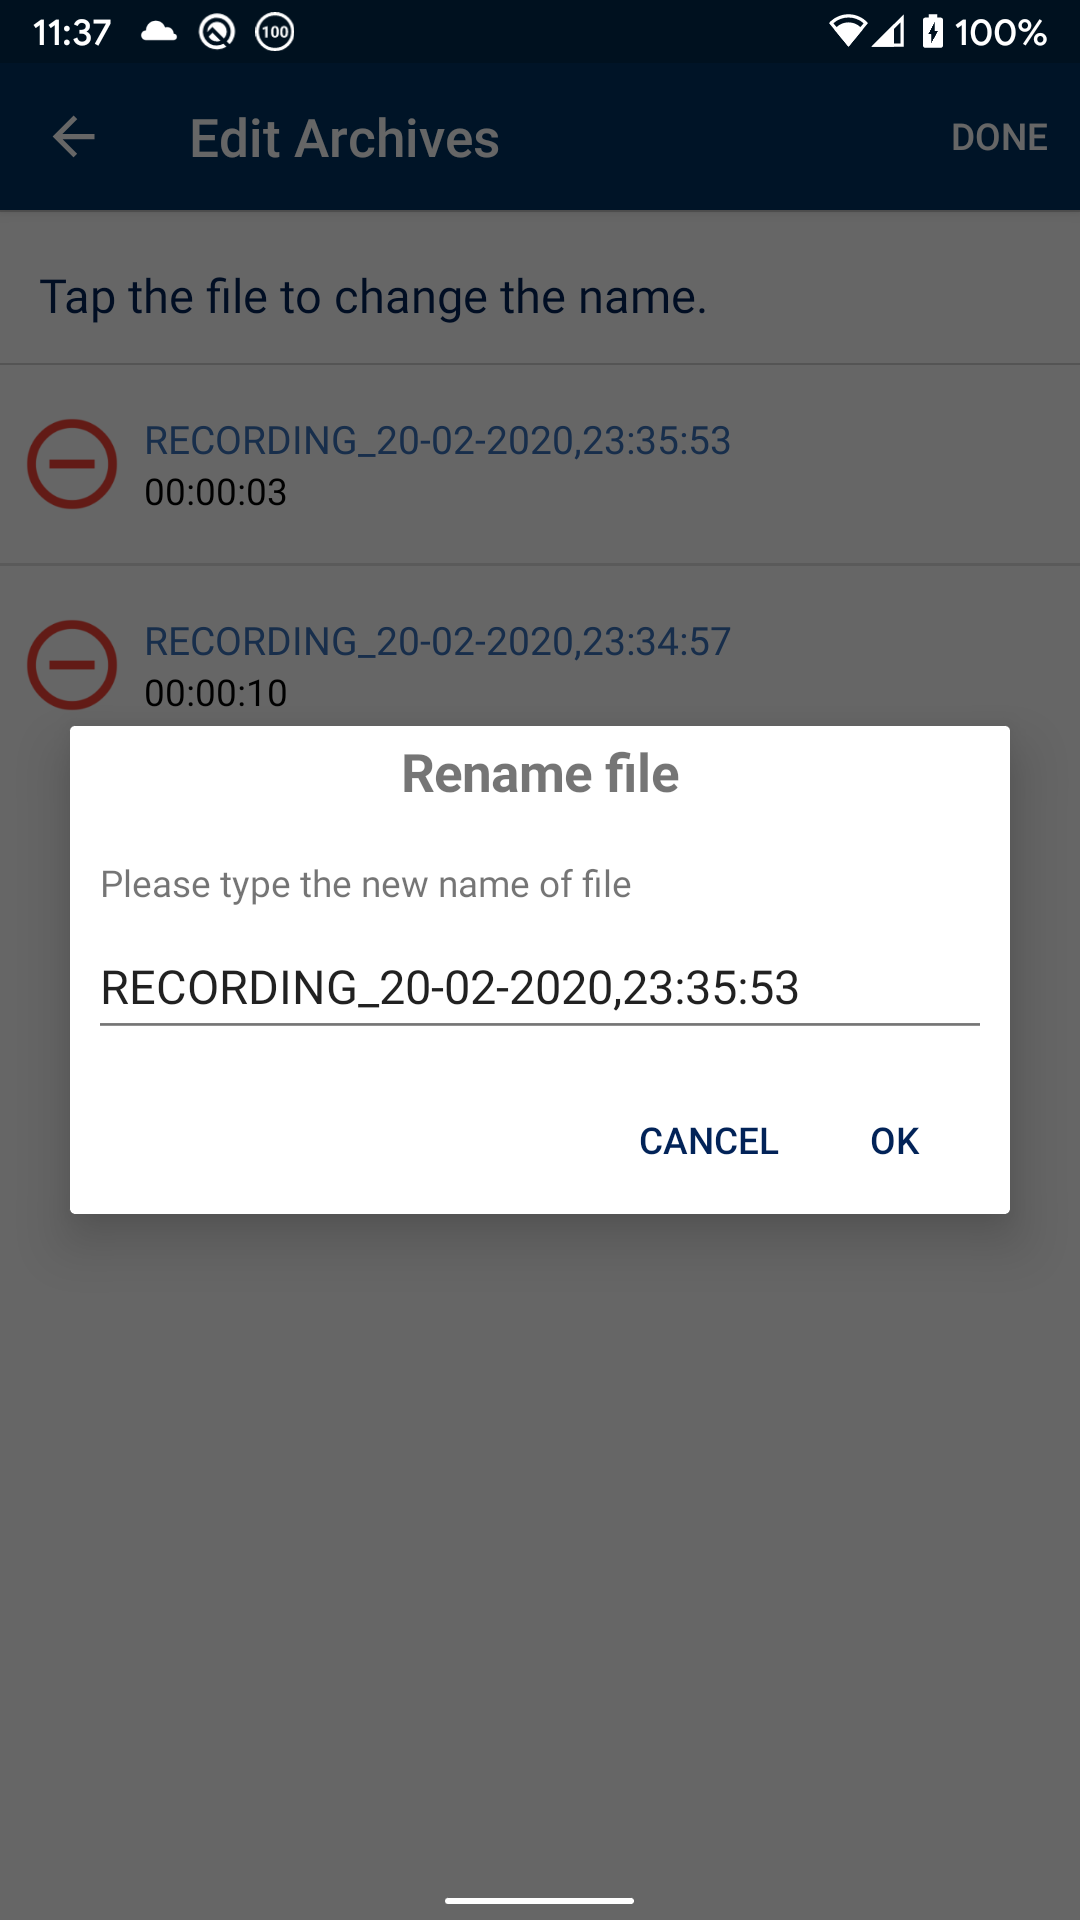 11:37 100 100%
Edit Archives DONE
Tap the file to change the name.
RECORDING_20-02-2020,23:35:53
00:00:03
RECORDING_20-02-2020,23:34:57
00:00:10
Rename file
Please type the new name of file
RECORDING_20-02-2020,23:35:53
CANCEL OK